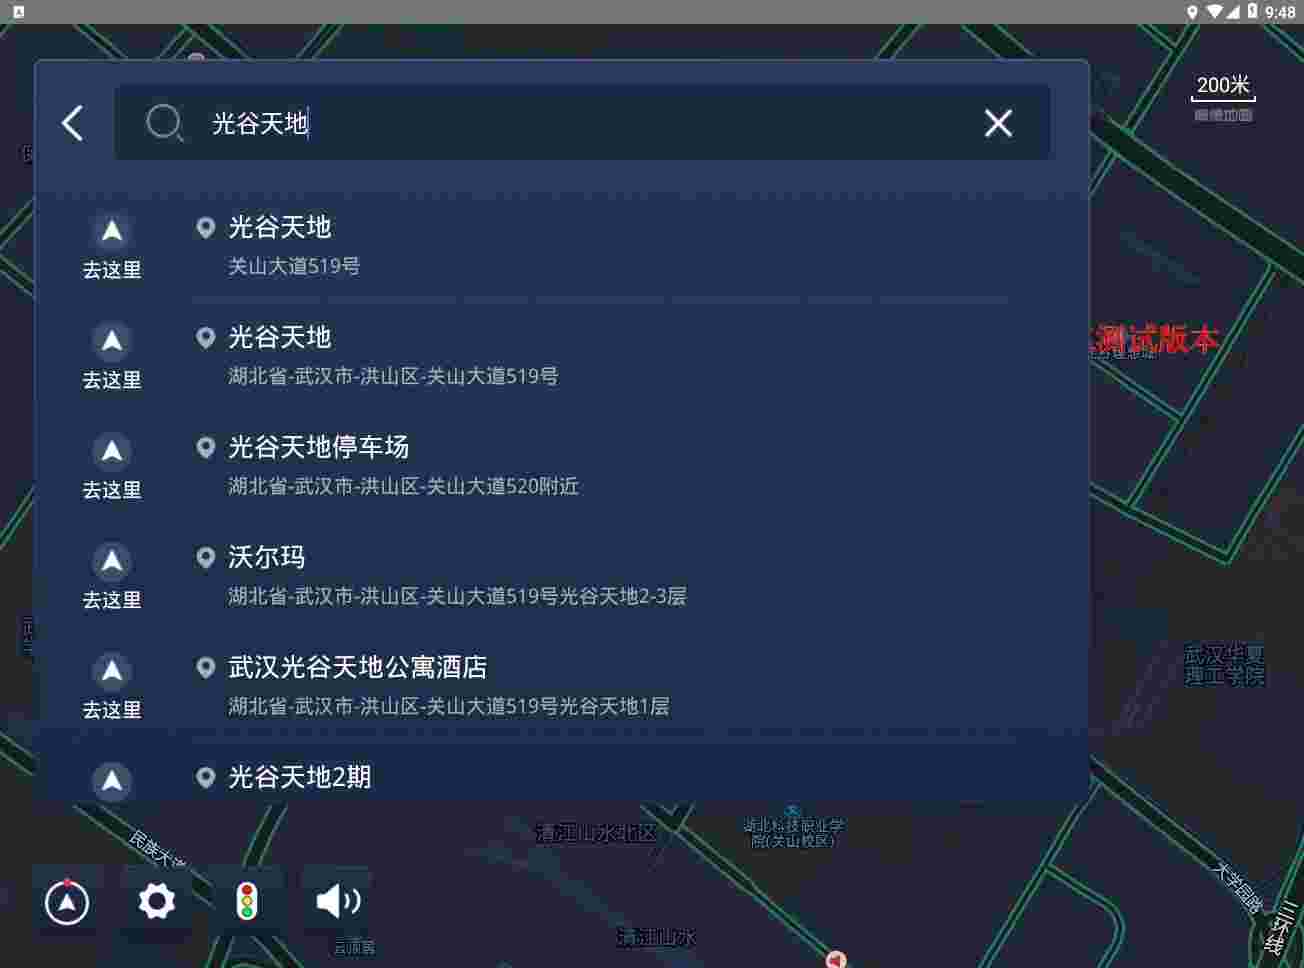 9:48
200米
光谷天地
光谷天地
去这里
关山大道519号
光谷天地
去这里
湖北省-武汉市-洪山区-关山大道519号
测试版本
光谷天地停车场
去这里
湖北省-武汉市-洪山区-关山大道520附近
沃尔玛
去这里
湖北省-武汉市-洪山区-关山大道519号光谷天地2-3层
武汉华夏
理工学院
武汉光谷天地公寓酒店
去这里
湖北省-武汉市-洪山区-关山大道519号光谷天地1层
光谷天地2期
清江山水北区
湖北科技职业学
院(关山校区)
民族大道
大学园路
三环线
清江山水